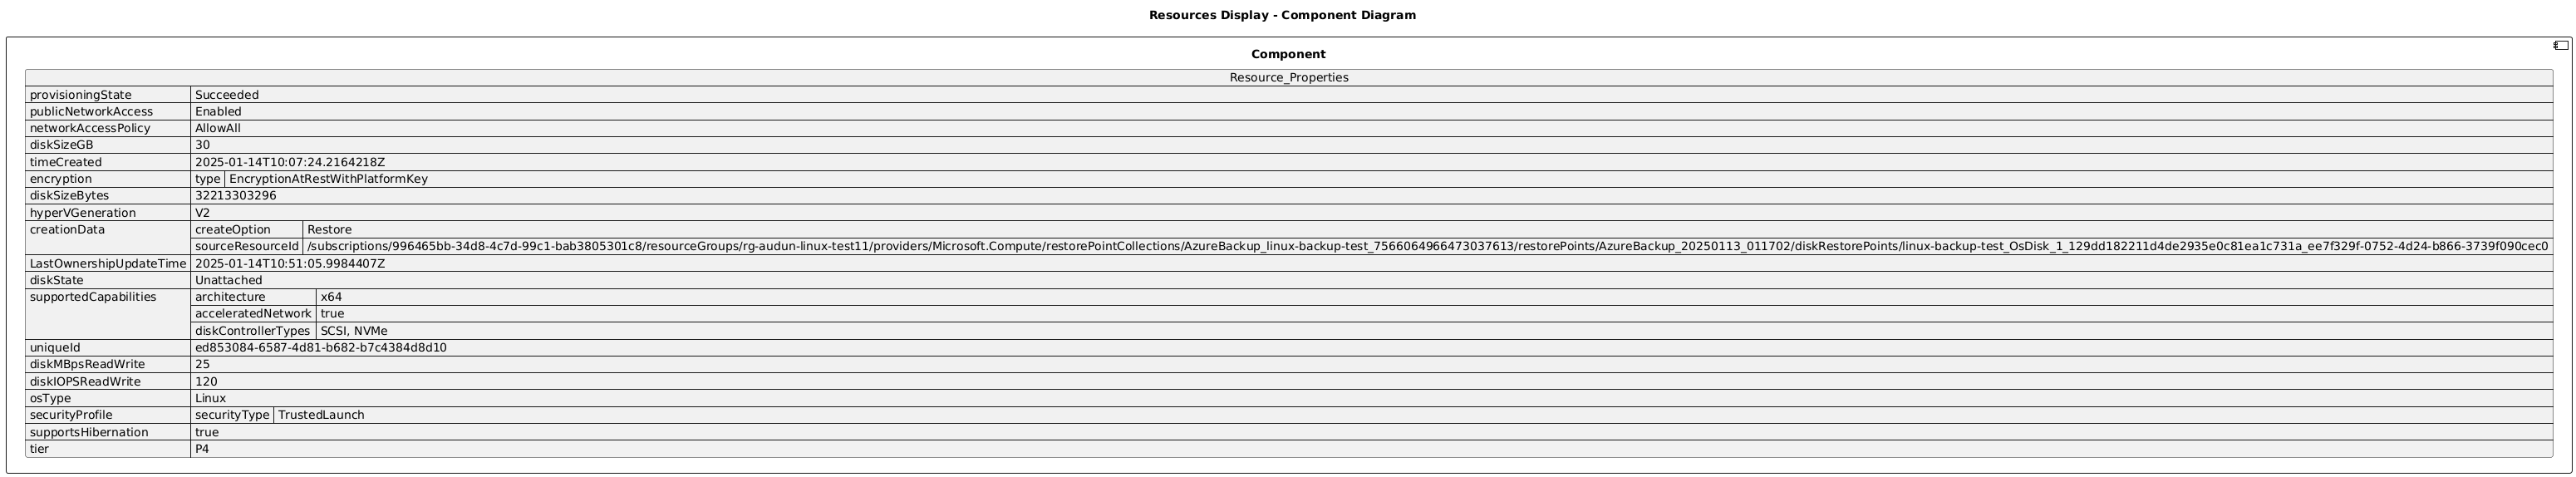 Resources Display - Component Diagram
Component
Resource_Properties
provisioningState Succeeded
publicNetworkAccess Enabled
networkAccessPolicy AllowAll
diskSizeGB 30
timeCreated 2025-01-14T10:07:24.2164218Z
encryption type EncryptionAtRestWithPlatformKey
diskSizeBytes 32213303296
hyperVGeneration V2
creationData createOption Restore
sourceResourceId /subscriptions/996465bb-34d8-4c7d-99c1-bab3805301c8/resourceGroups/rg-audun-linux-test11/providers/Microsoft.Compute/restorePointCollections/AzureBackup_linux-backup-test_7566064966473037613/restorePoints/AzureBackup_20250113_011702/diskRestorePoints/linux-backup-test_OsDisk_1_129dd182211d4de2935e0c81ea1c731a_ee7f329f-0752-4d24-b866-3739f090cec0
LastOwnershipUpdateTime 2025-01-14T10:51:05.9984407Z
diskState Unattached
supportedCapabilities architecture x64
acceleratedNetwork true
diskControllerTypes SCSI, NVMe
uniqueId ed853084-6587-4d81-b682-b7c4384d8d10
diskMBpsReadWrite 25
diskIOPSReadWrite 120
osType Linux
securityProfile securityType TrustedLaunch
supportsHibernation true
tier P4